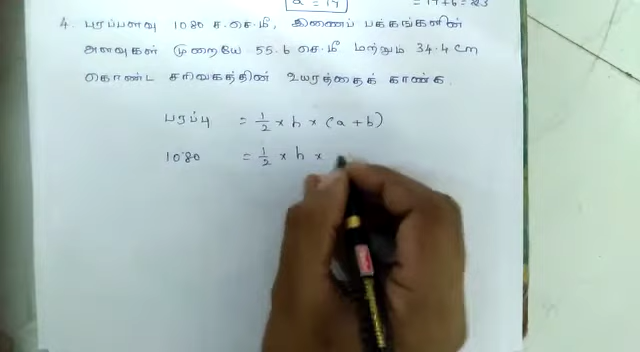 a = 17 = 17+6 = 23
4. பரப்பளவு 1080 ச.செ.மீ, இணைப் பக்கங்களின்
அளவுகள் முறையே 55.6 செ.மீ மற்றும் 34.4 cm
கொண்ட சரிவகத்தின் உயரத்தைக் காண்க.
பரப்பு = 1/2 × h × (a + b)
1080 = 1/2 × h ×